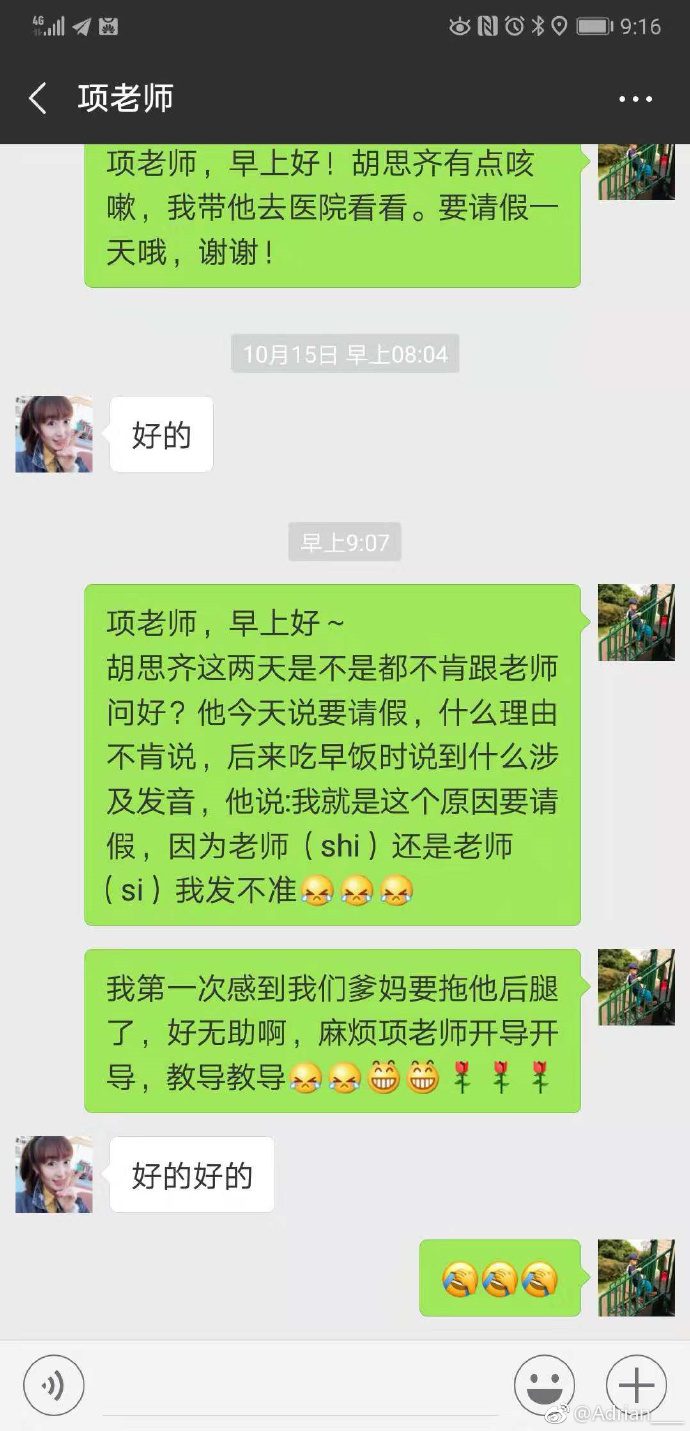 4G
9:16
项老师
项老师，早上好！胡思齐有点咳
嗽，我带他去医院看看。要请假一
天哦，谢谢！
10月15日 早上08:04
好的
早上9:07
项老师，早上好～
胡思齐这两天是不是都不肯跟老师
问好？他今天说要请假，什么理由
不肯说，后来吃早饭时说到什么涉
及发音，他说:我就是这个原因要请
假，因为老师（shi）还是老师
（si）我发不准😹😹😹
我第一次感到我们爹妈要拖他后腿
了，好无助啊，麻烦项老师开导开
导，教导教导😹😹😁😁🌹🌹🌹
好的好的
@Adrian___